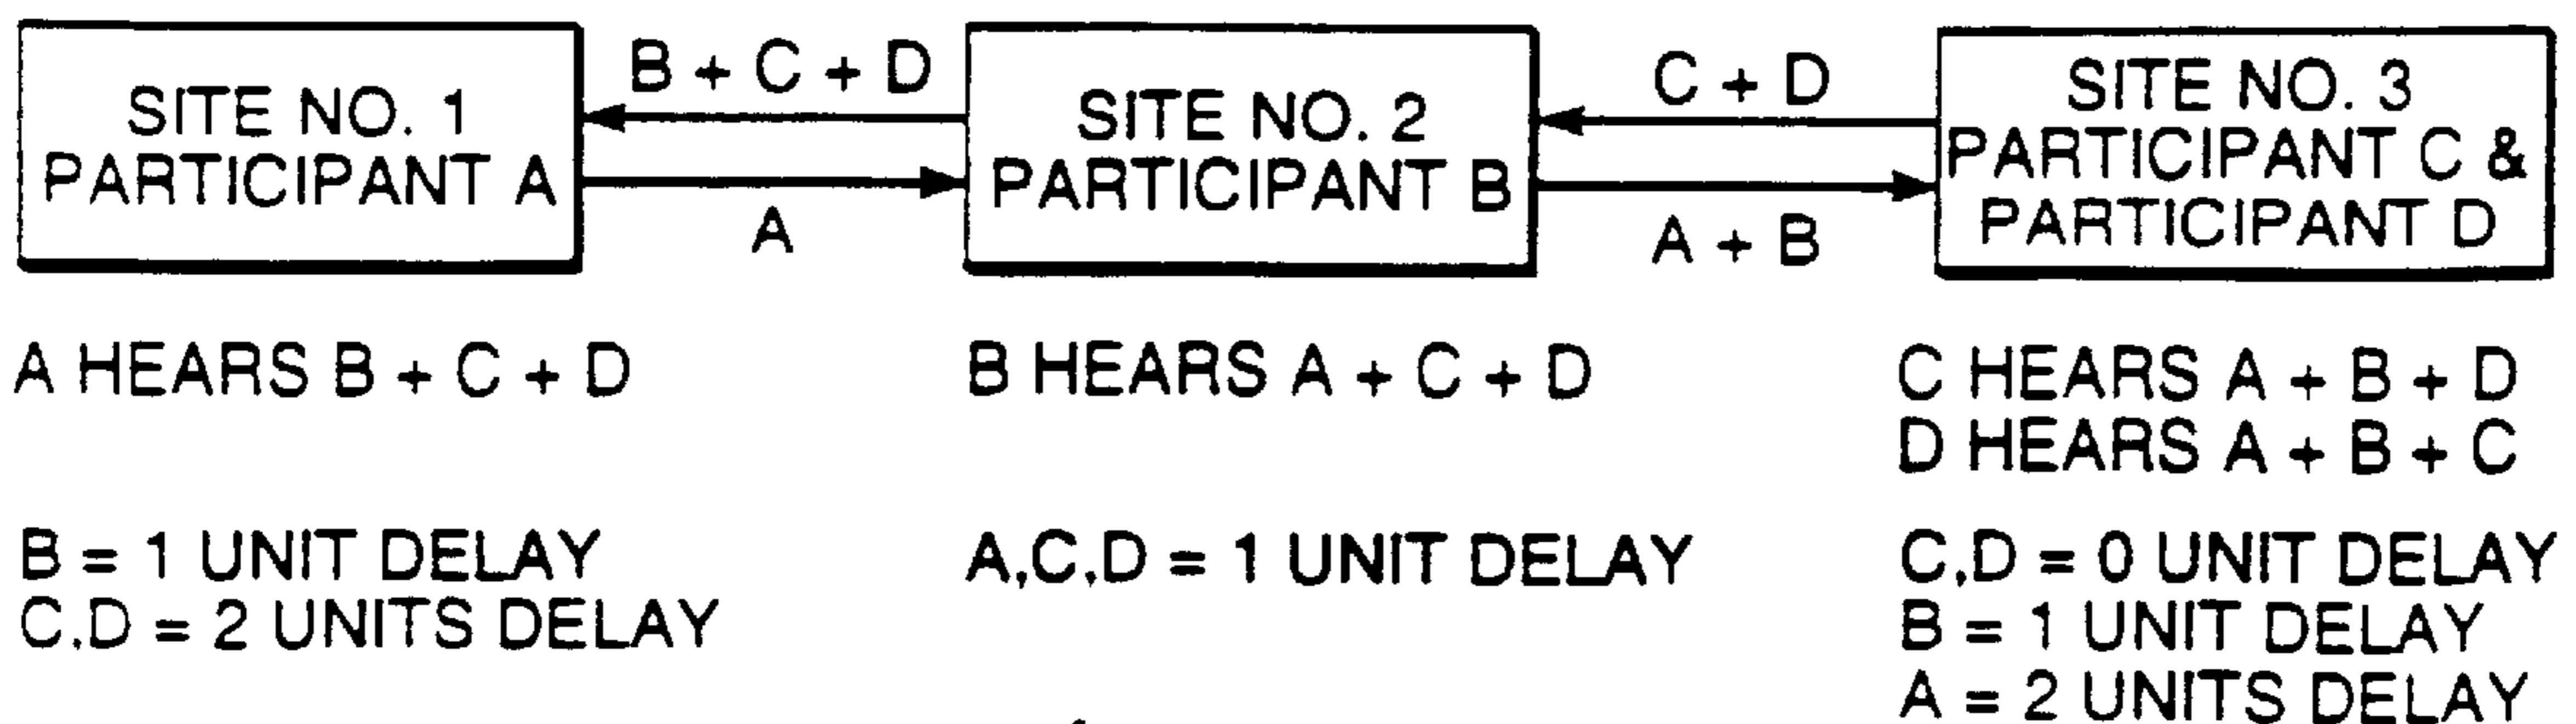 SITE NO. 1
PARTICIPANT A
B + C + D
A
SITE NO. 2
PARTICIPANT B
C + D
A + B
SITE NO. 3
PARTICIPANT C &
PARTICIPANT D
A HEARS B + C + D
B HEARS A + C + D
C HEARS A + B + D
D HEARS A + B + C
B = 1 UNIT DELAY
C,D = 2 UNITS DELAY
A,C,D = 1 UNIT DELAY
C,D = 0 UNIT DELAY
B = 1 UNIT DELAY
A = 2 UNITS DELAY